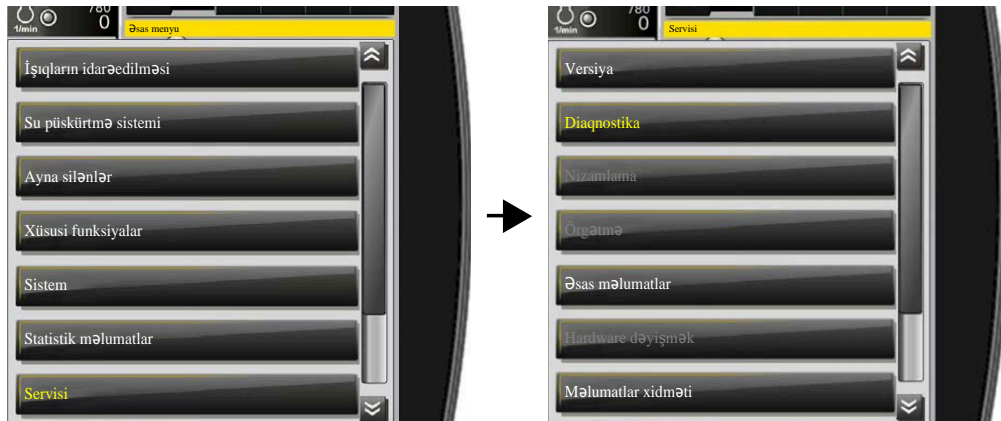 780
1/min 0
Əsas menyu
İşıqların idarəedilməsi
Su püskürtmə sistemi
Ayna silənlər
Xüsusi funksiyalar
Sistem
Statistik məlumatlar
Servisi
780
1/min 0
Servisi
Versiya
Diaqnostika
Nizamlama
Örgətmə
Əsas məlumatlar
Hardware dəyişmək
Məlumatlar xidməti